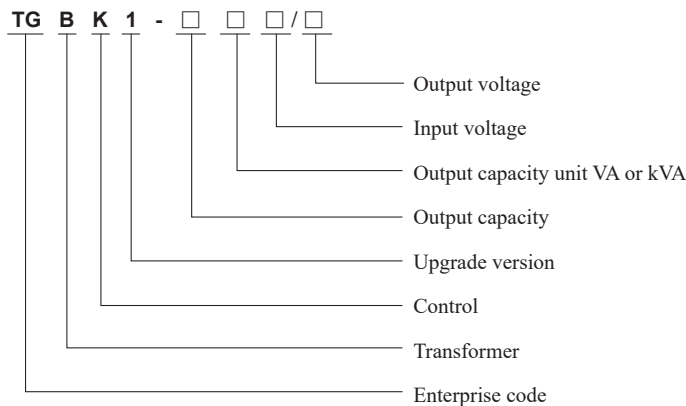 TG B K 1 - □ □ □ / □
Output voltage
Input voltage
Output capacity unit VA or kVA
Output capacity
Upgrade version
Control
Transformer
Enterprise code